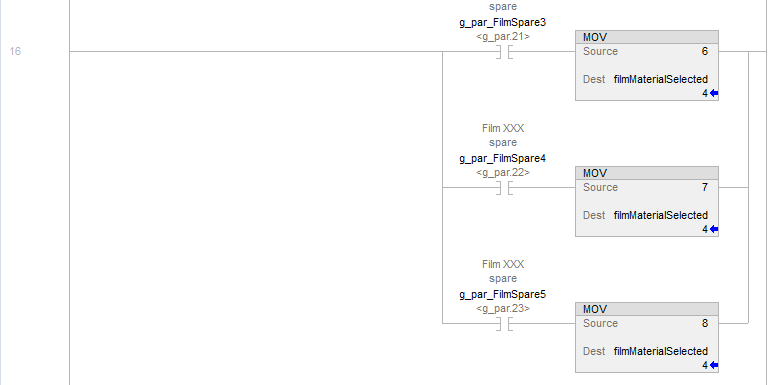 spare
g_par_FilmSpare3
<g_par.21>
16
MOV
Source 6
Dest filmMaterialSelected
4
Film XXX
spare
g_par_FilmSpare4
<g_par.22>
MOV
Source 7
Dest filmMaterialSelected
4
Film XXX
spare
g_par_FilmSpare5
<g_par.23>
MOV
Source 8
Dest filmMaterialSelected
4